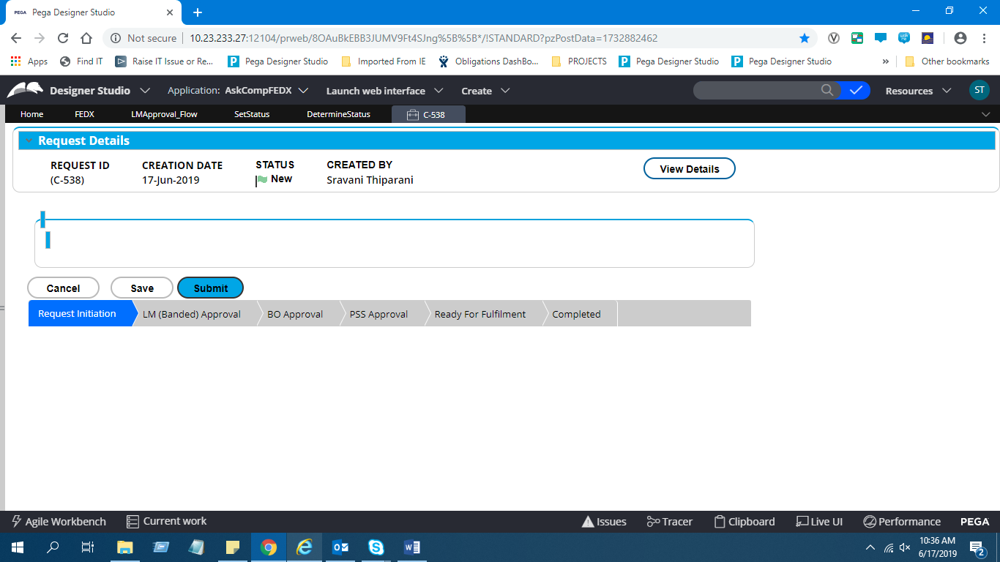 PEGA Pega Designer Studio
Not secure 10.23.233.27:12104/prweb/8OAuBkEBB3JUMV9Ft4SJng%5B%5B*/!STANDARD?pzPostData=1732882462
Apps Find IT Raise IT Issue or Re... Pega Designer Studio Imported From IE Obligations DashBo... PROJECTS Pega Designer Studio Pega Designer Studio » Other bookmarks
Designer Studio Application: AskCompFEDX Launch web interface Create Resources ST
Home FEDX LMApproval_Flow SetStatus DetermineStatus C-538
Request Details
REQUEST ID CREATION DATE STATUS CREATED BY
(C-538) 17-Jun-2019 New Sravani Thiparani
View Details
Cancel Save Submit
Request Initiation LM (Banded) Approval BO Approval PSS Approval Ready For Fulfilment Completed
Agile Workbench Current work Issues Tracer Clipboard Live UI Performance PEGA
10:36 AM
6/17/2019
2